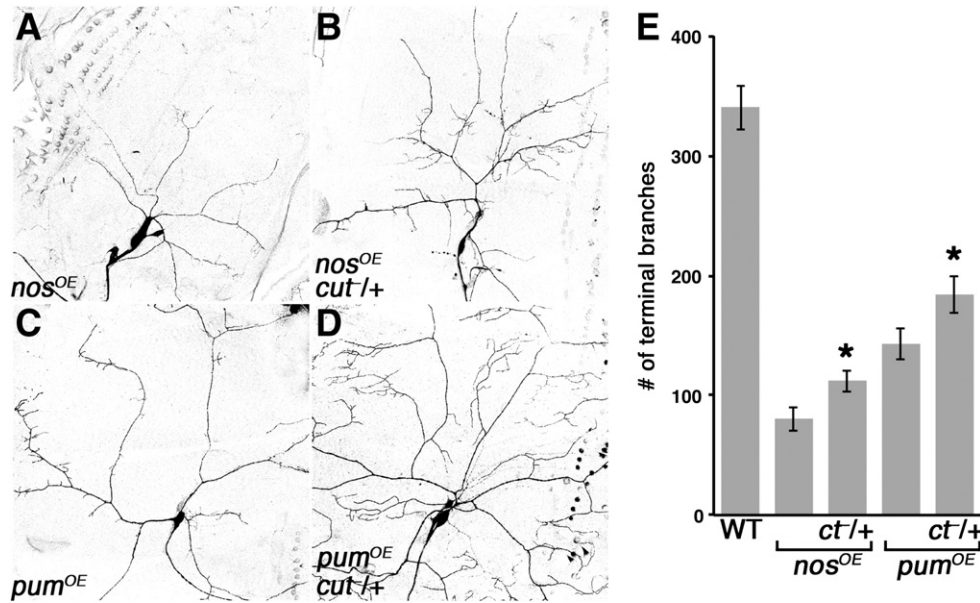 A
nos^OE
B
nos^OE
cut^-/+
C
pum^OE
D
pum^OE
cut^-/+
E
# of terminal branches
400
300
200
100
0
*
*
WT
ct^-/+
ct^-/+
nos^OE
pum^OE